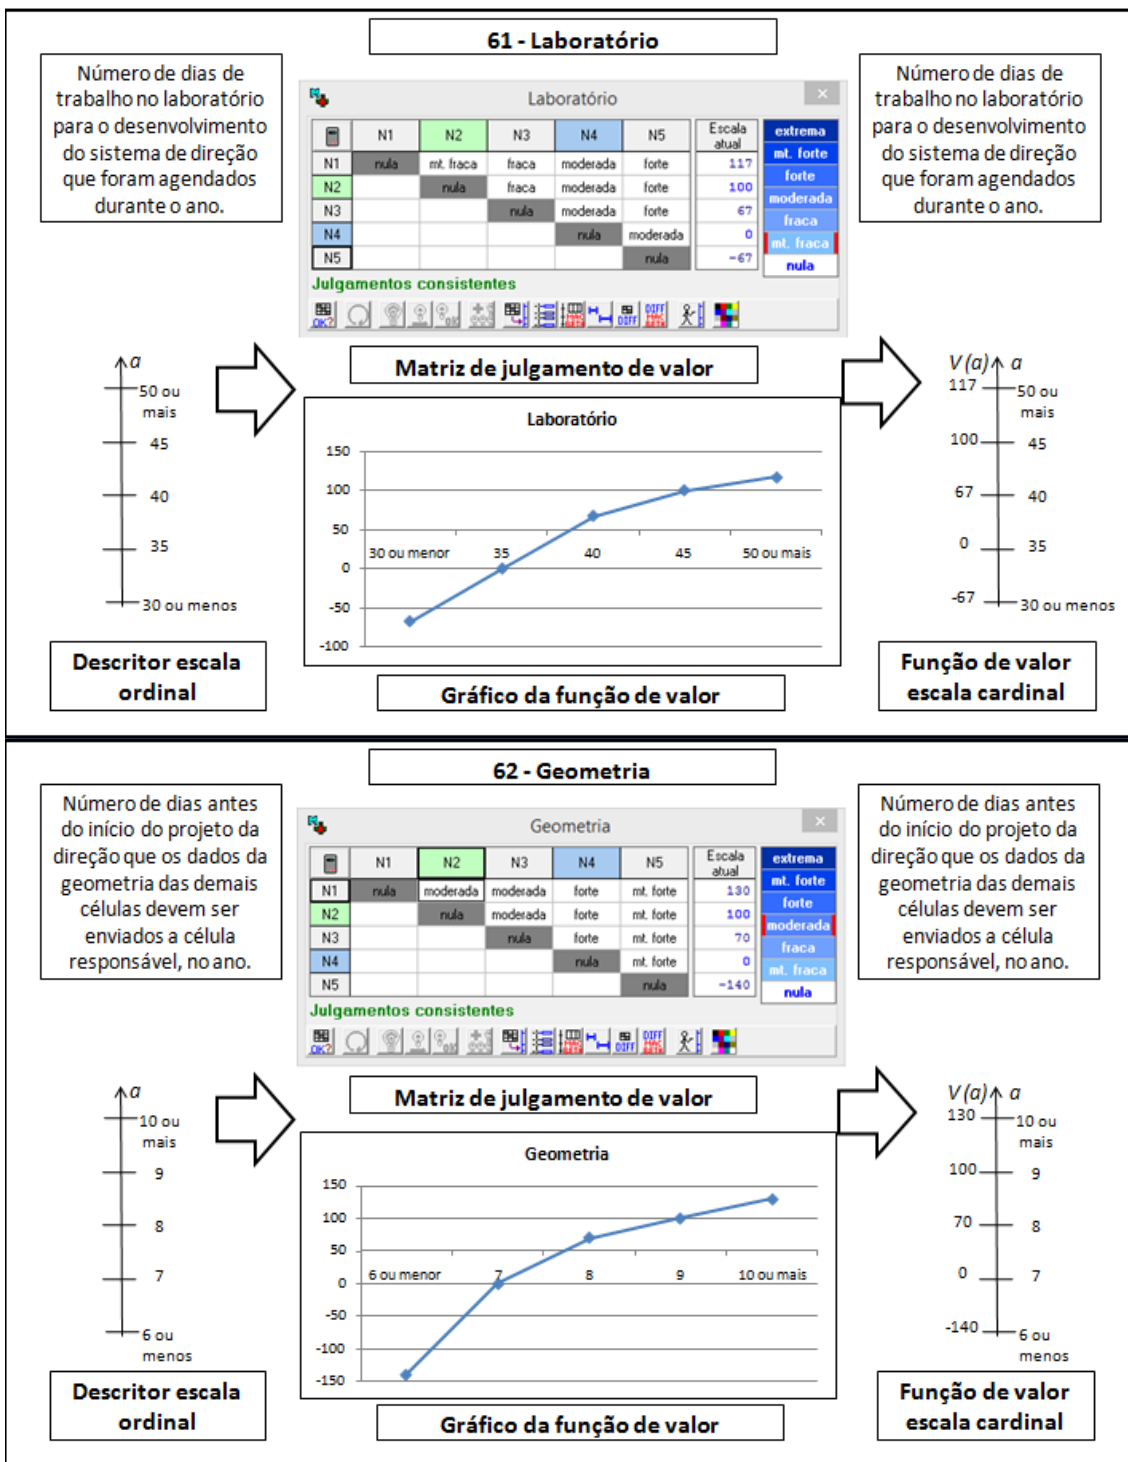 61 - Laboratório
Número de dias de
trabalho no laboratório
para o desenvolvimento
do sistema de direção
que foram agendados
durante o ano.
Laboratório
N1 N2 N3 N4 N5 Escala atual
N1 nula mt. fraca fraca moderada forte 117
N2 nula fraca moderada forte 100
N3 nula moderada forte 67
N4 nula moderada 0
N5 nula -67
extrema
mt. forte
forte
moderada
fraca
mt. fraca
nula
Julgamentos consistentes
OK?
DIFF
DIFF
Número de dias de
trabalho no laboratório
para o desenvolvimento
do sistema de direção
que foram agendados
durante o ano.
Matriz de julgamento de valor
a
50 ou
mais
45
40
35
30 ou menos
Descritor escala
ordinal
Laboratório
150
100
50
0
-50
-100
30 ou menor 35 40 45 50 ou mais
Gráfico da função de valor
V(a) a
117 50 ou
mais
100 45
67 40
0 35
-67 30 ou menos
Função de valor
escala cardinal
62 - Geometria
Número de dias antes
do início do projeto da
direção que os dados da
geometria das demais
células devem ser
enviados a célula
responsável, no ano.
Geometria
N1 N2 N3 N4 N5 Escala atual
N1 nula moderada moderada forte mt. forte 130
N2 nula moderada forte mt. forte 100
N3 nula forte mt. forte 70
N4 nula mt. forte 0
N5 nula -140
extrema
mt. forte
forte
moderada
fraca
mt. fraca
nula
Julgamentos consistentes
OK?
DIFF
DIFF
Número de dias antes
do início do projeto da
direção que os dados da
geometria das demais
células devem ser
enviados a célula
responsável, no ano.
Matriz de julgamento de valor
a
10 ou
mais
9
8
7
6 ou
menos
Descritor escala
ordinal
Geometria
150
100
50
0
-50
-100
-150
6 ou menor 7 8 9 10 ou mais
Gráfico da função de valor
V(a) a
130 10 ou
mais
100 9
70 8
0 7
-140 6 ou
menos
Função de valor
escala cardinal